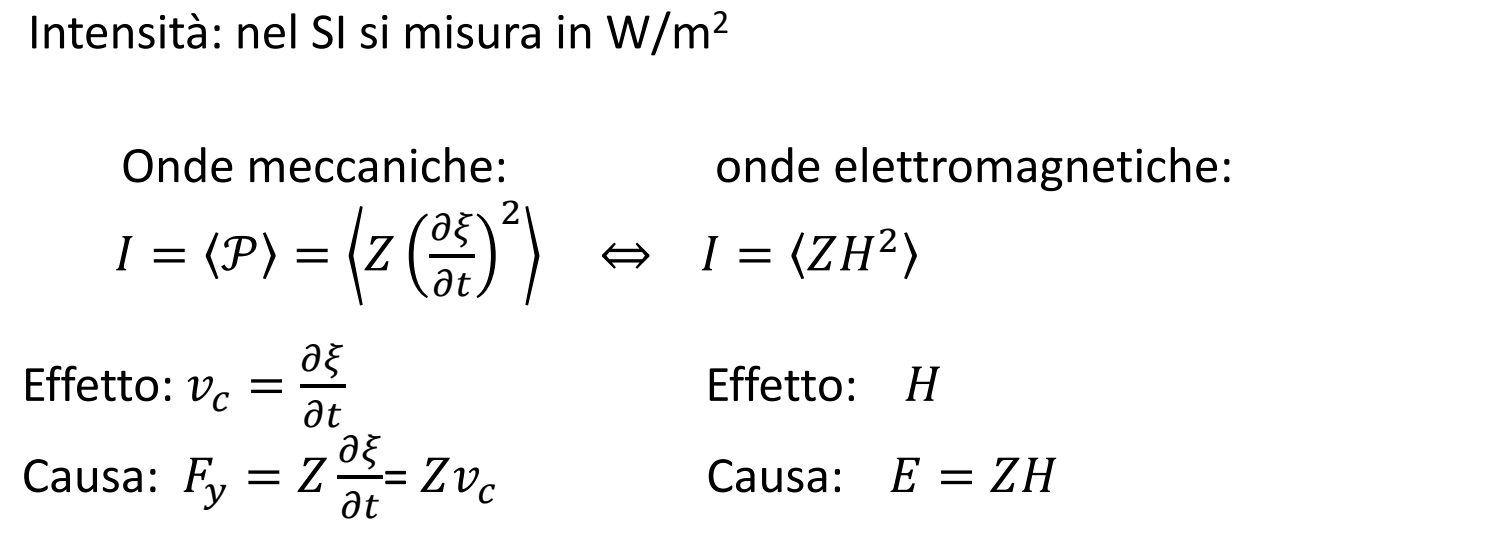 Intensità: nel SI si misura in W/m²
Onde meccaniche: onde elettromagnetiche:
I = ⟨𝒫⟩ = ⟨Z (∂ξ/∂t)²⟩ ⇔ I = ⟨ZH²⟩
Effetto: v_c = ∂ξ/∂t Effetto: H
Causa: F_y = Z ∂ξ/∂t = Zv_c Causa: E = ZH